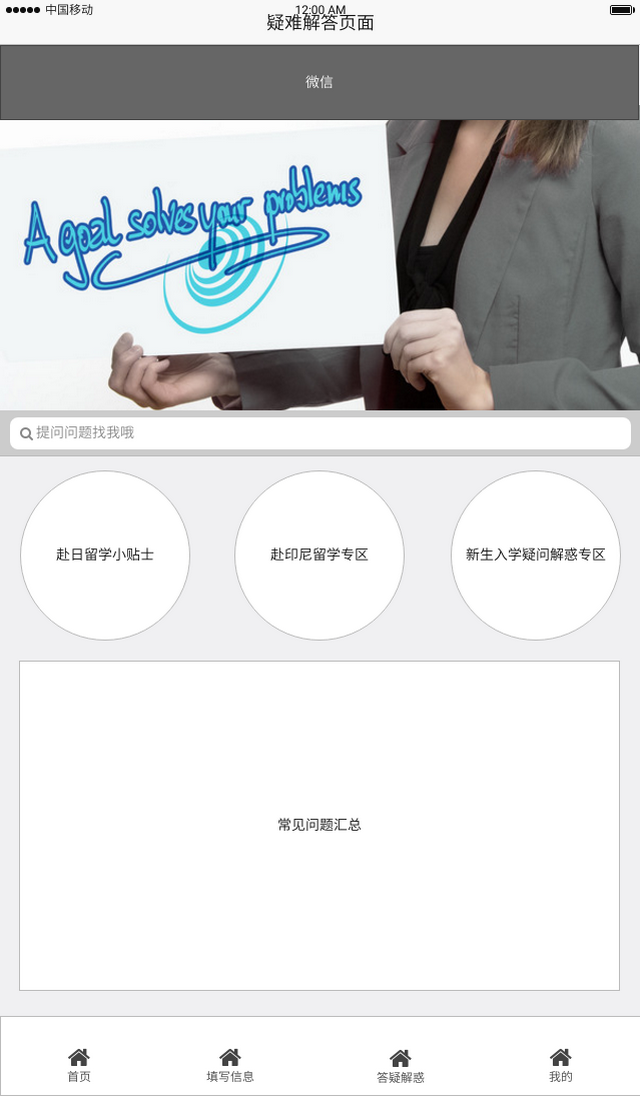 中国移动
12:00 AM
疑难解答页面
微信
A goal solves your problems
提问问题找我哦
赴日留学小贴士
赴印尼留学专区
新生入学疑问解惑专区
常见问题汇总
首页
填写信息
答疑解惑
我的